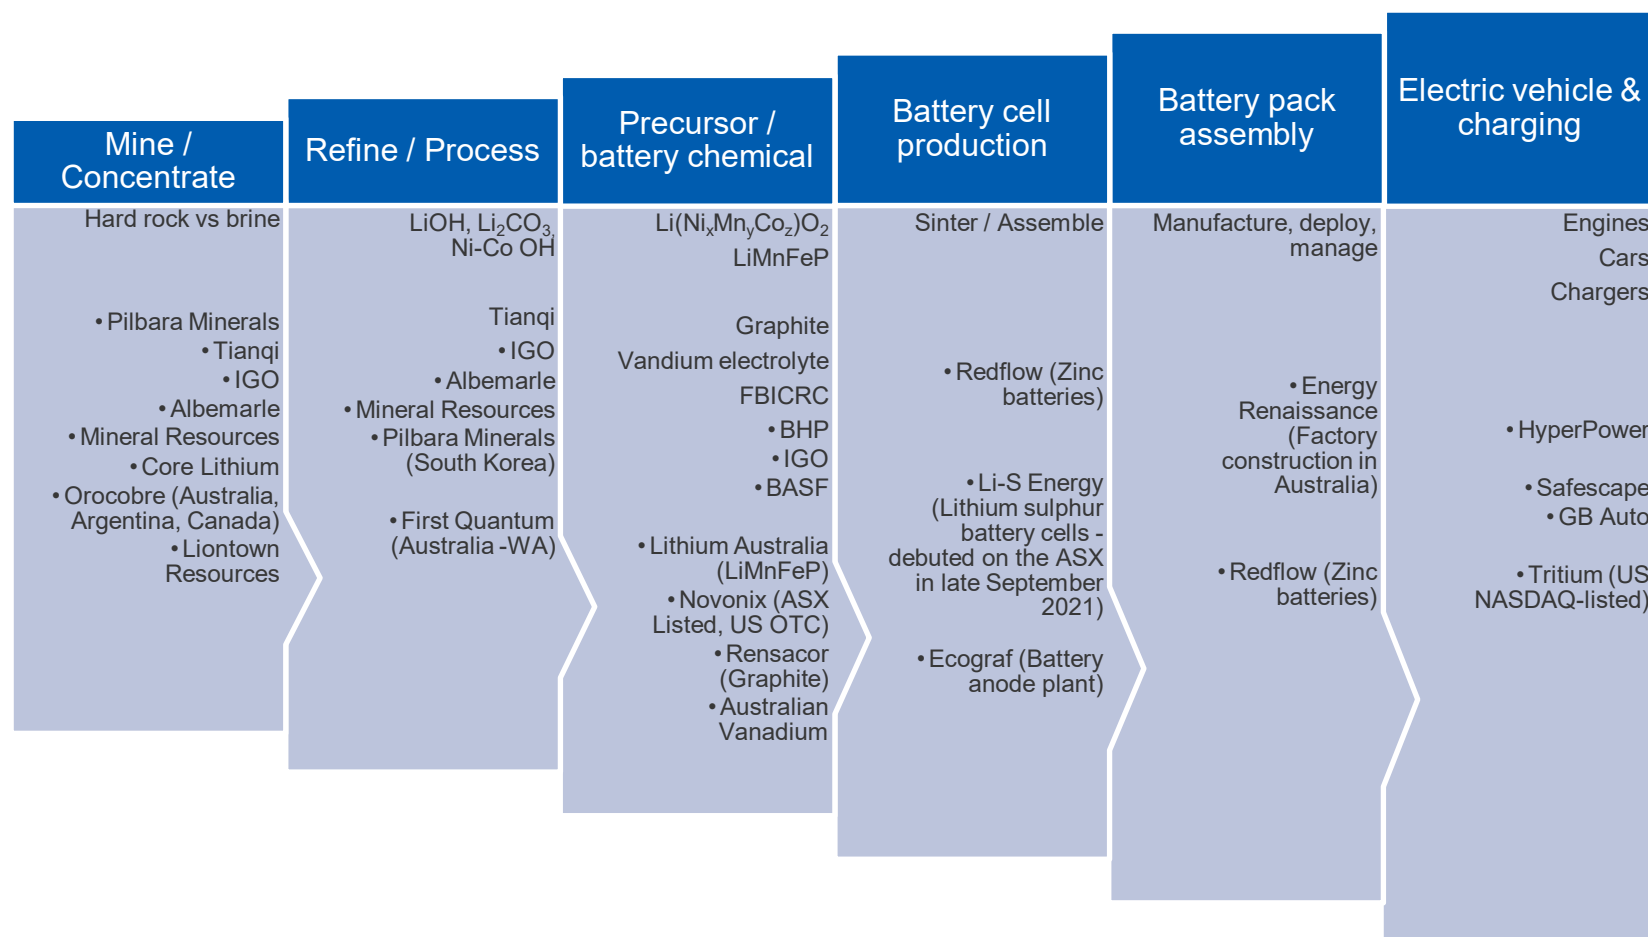 Mine /
Concentrate
Hard rock vs brine
• Pilbara Minerals
• Tianqi
• IGO
• Albemarle
• Mineral Resources
• Core Lithium
• Orocobre (Australia,
Argentina, Canada)
• Liontown
Resources
Refine / Process
LiOH, Li₂CO₃,
Ni-Co OH
Tianqi
• IGO
• Albemarle
• Mineral Resources
• Pilbara Minerals
(South Korea)
• First Quantum
(Australia -WA)
Precursor /
battery chemical
Li(NiₓMnᵧCo_z)O₂
LiMnFeP
Graphite
Vandium electrolyte
FBICRC
• BHP
• IGO
• BASF
• Lithium Australia
(LiMnFeP)
• Novonix (ASX
Listed, US OTC)
• Rensacor
(Graphite)
• Australian
Vanadium
Battery cell
production
Sinter / Assemble
• Redflow (Zinc
batteries)
• Li-S Energy
(Lithium sulphur
battery cells -
debuted on the ASX
in late September
2021)
• Ecograf (Battery
anode plant)
Battery pack
assembly
Manufacture, deploy,
manage
• Energy
Renaissance
(Factory
construction in
Australia)
• Redflow (Zinc
batteries)
Electric vehicle &
charging
Engines
Cars
Chargers
• HyperPower
• Safescape
• GB Auto
• Tritium (US
NASDAQ-listed)